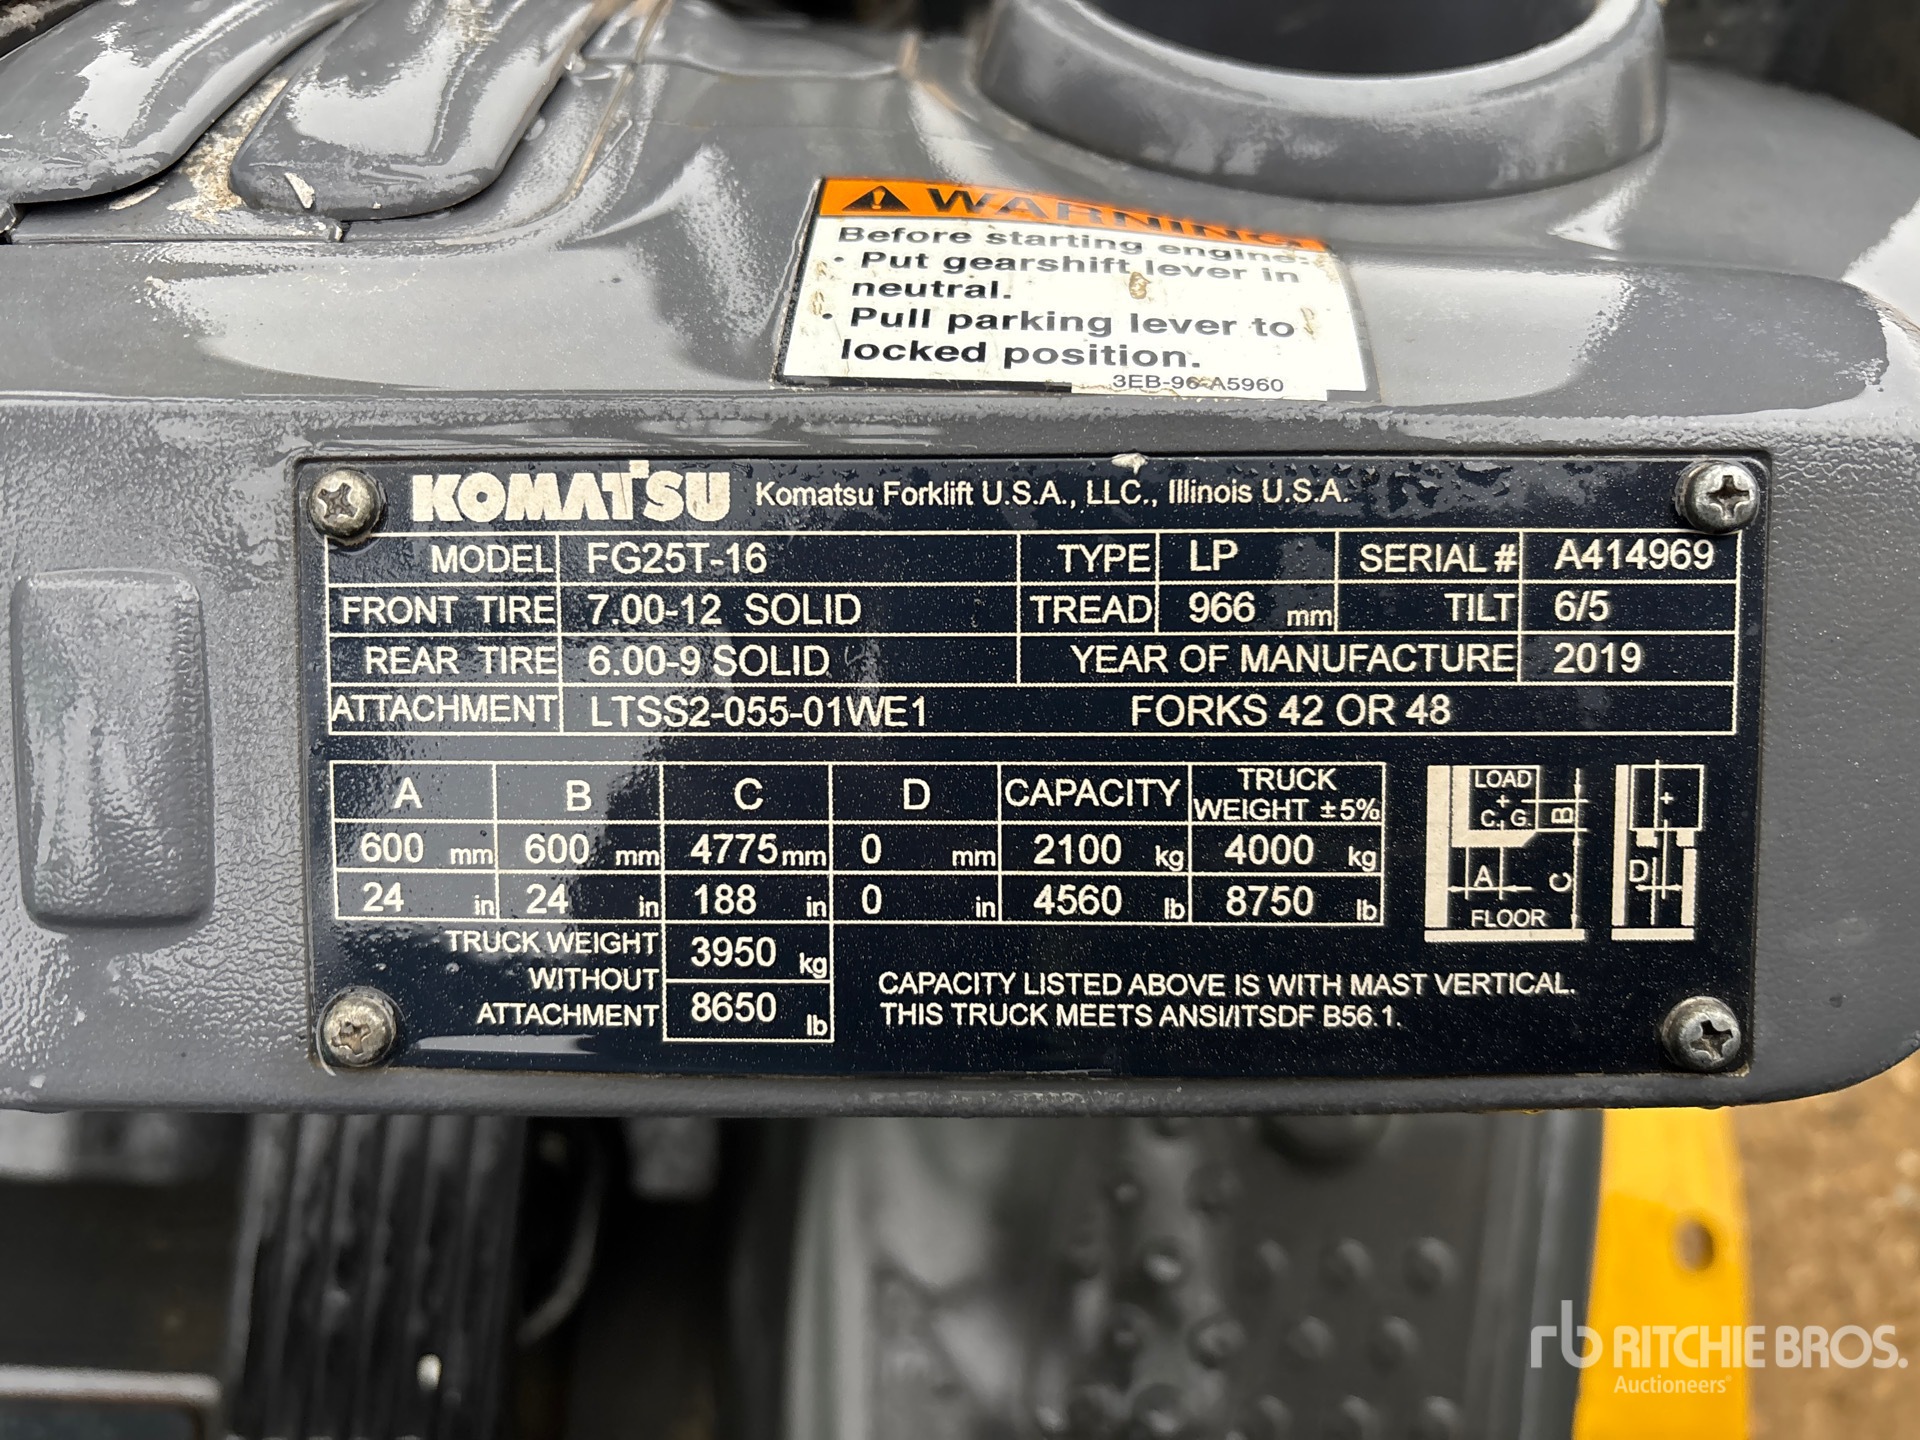 WARNING
Before starting engine:
• Put gearshift lever in
neutral.
• Pull parking lever to
locked position.
3EB-96-A5960
KOMATSU Komatsu Forklift U.S.A., LLC., Illinois U.S.A.
MODEL FG25T-16 TYPE LP SERIAL # A414969
FRONT TIRE 7.00-12 SOLID TREAD 966 mm TILT 6/5
REAR TIRE 6.00-9 SOLID YEAR OF MANUFACTURE 2019
ATTACHMENT LTSS2-055-01WE1 FORKS 42 OR 48
A B C D CAPACITY TRUCK WEIGHT ±5%
600 mm 600 mm 4775 mm 0 mm 2100 kg 4000 kg
24 in 24 in 188 in 0 in 4560 lb 8750 lb
TRUCK WEIGHT
WITHOUT
ATTACHMENT
3950 kg
8650 lb
LOAD
C. G.
B
A
C
FLOOR
D
CAPACITY LISTED ABOVE IS WITH MAST VERTICAL.
THIS TRUCK MEETS ANSI/ITSDF B56.1.
rb RITCHIE BROS.
Auctioneers